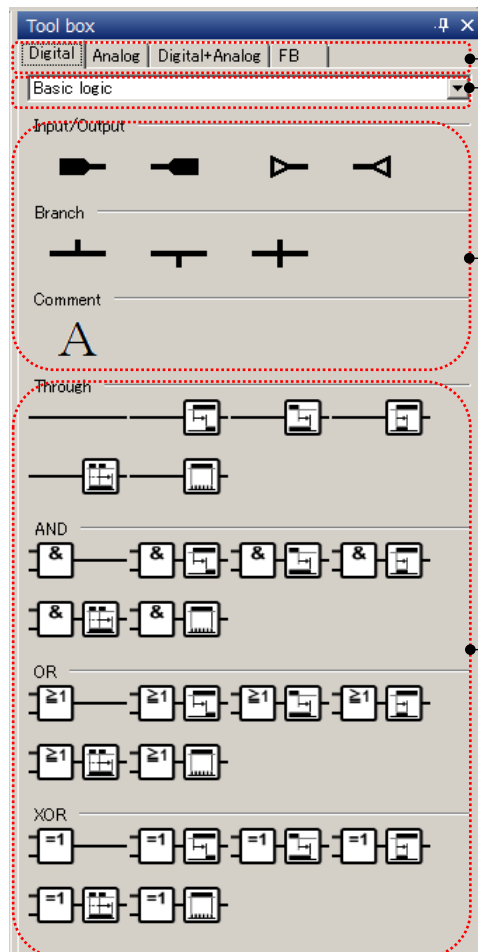 Tool box
Digital Analog Digital+Analog FB
Basic logic
Input/Output
Branch
Comment
A
Through
AND
& & & &
& &
OR
≧1 ≧1 ≧1 ≧1
≧1 ≧1
XOR
=1 =1 =1 =1
=1 =1